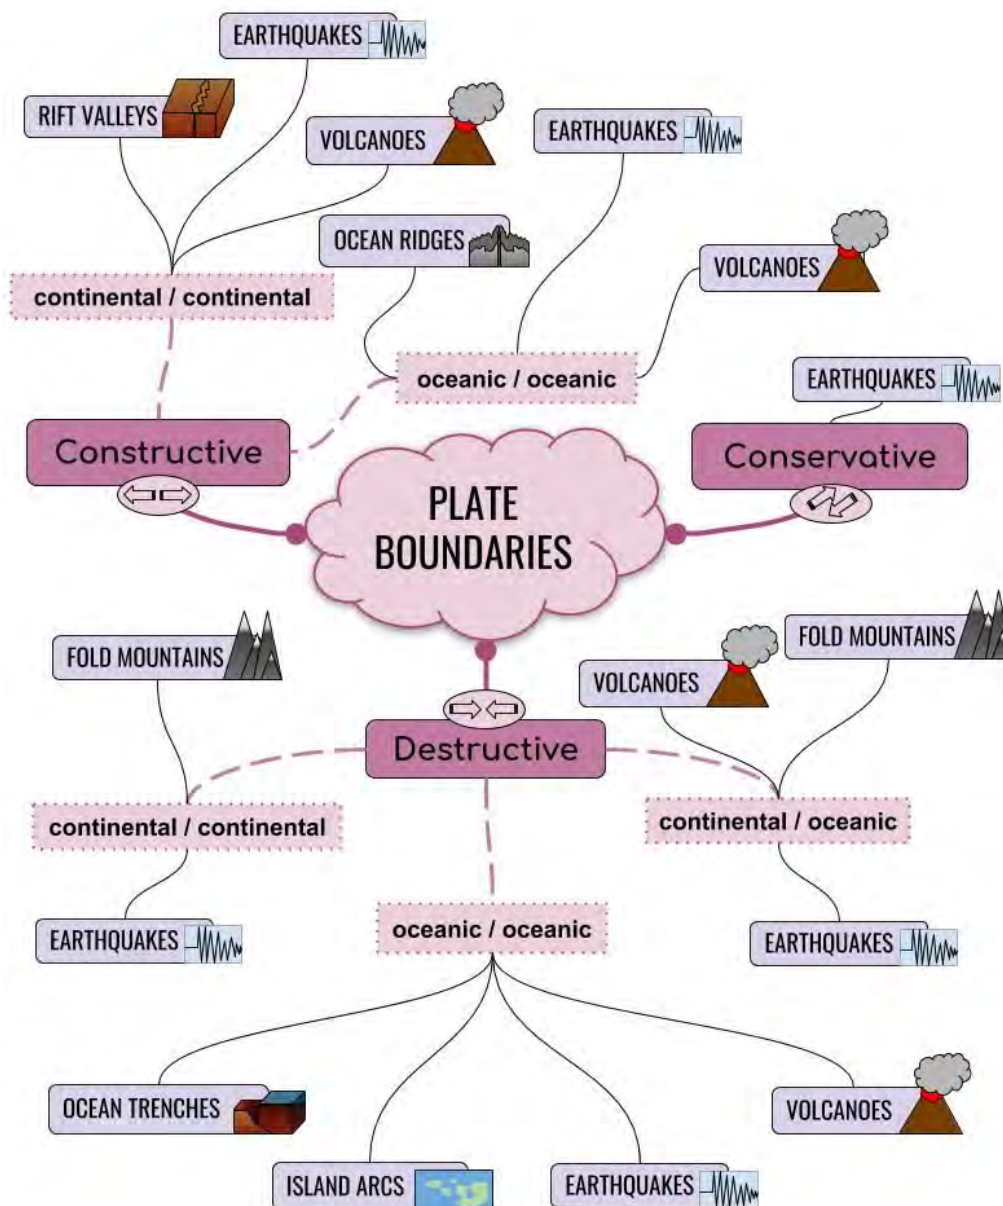 EARTHQUAKES
RIFT VALLEYS
VOLCANOES
EARTHQUAKES
OCEAN RIDGES
VOLCANOES
continental / continental
oceanic / oceanic
EARTHQUAKES
Constructive
Conservative
PLATE
BOUNDARIES
FOLD MOUNTAINS
VOLCANOES
FOLD MOUNTAINS
Destructive
continental / continental
continental / oceanic
EARTHQUAKES
oceanic / oceanic
EARTHQUAKES
OCEAN TRENCHES
VOLCANOES
ISLAND ARCS
EARTHQUAKES